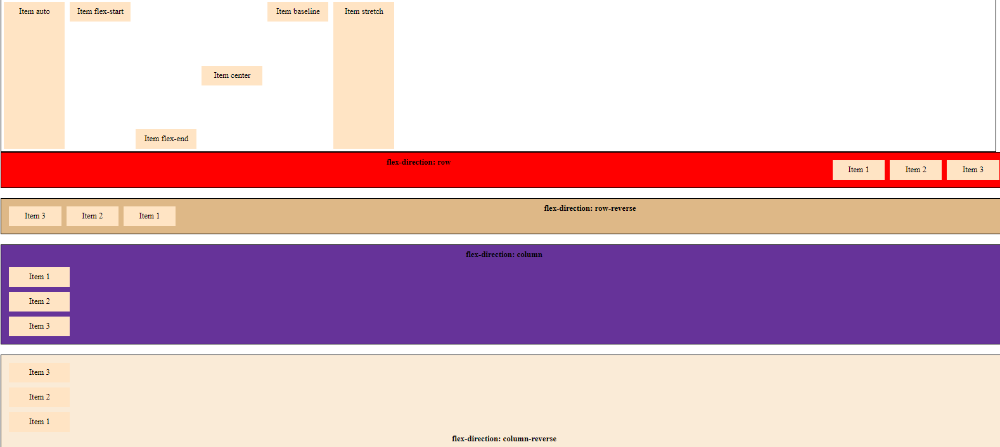 Item auto
Item flex-start
Item flex-end
Item center
Item baseline
Item stretch
flex-direction: row
Item 1
Item 2
Item 3
Item 3
Item 2
Item 1
flex-direction: row-reverse
flex-direction: column
Item 1
Item 2
Item 3
Item 3
Item 2
Item 1
flex-direction: column-reverse